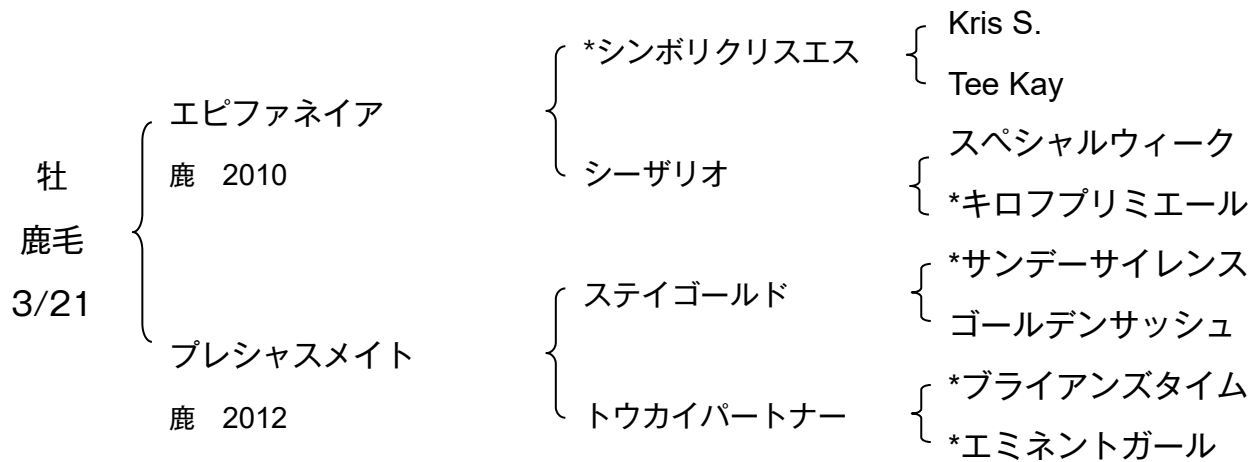 牡
鹿毛
3/21
エピファネイア
鹿 2010
プレシャスメイト
鹿 2012
*シンボリクリスエス
シーザリオ
ステイゴールド
トウカイパートナー
Kris S.
Tee Kay
スペシャルウィーク
*キロフプリミエール
*サンデーサイレンス
ゴールデンサッシュ
*ブライアンズタイム
*エミネントガール